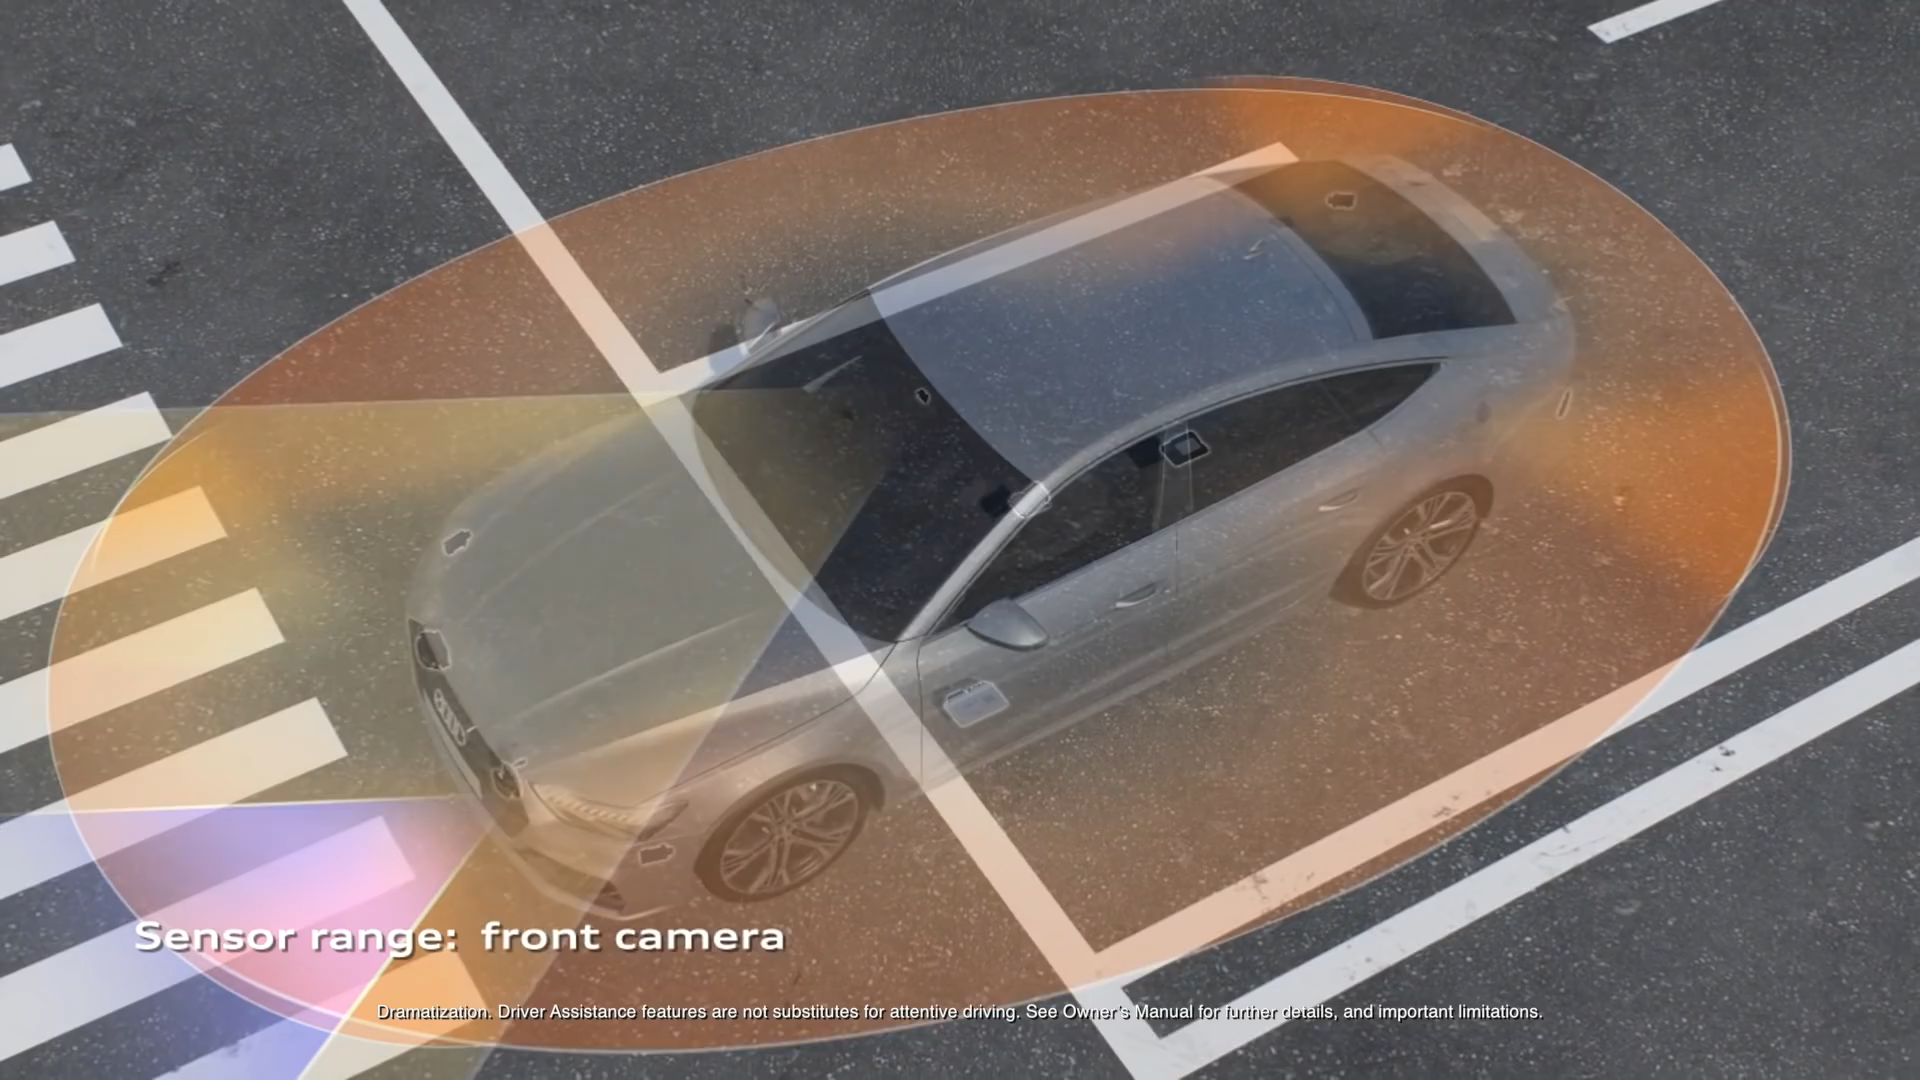 Sensor range: front camera
Dramatization. Driver Assistance features are not substitutes for attentive driving. See Owner's Manual for further details, and important limitations.